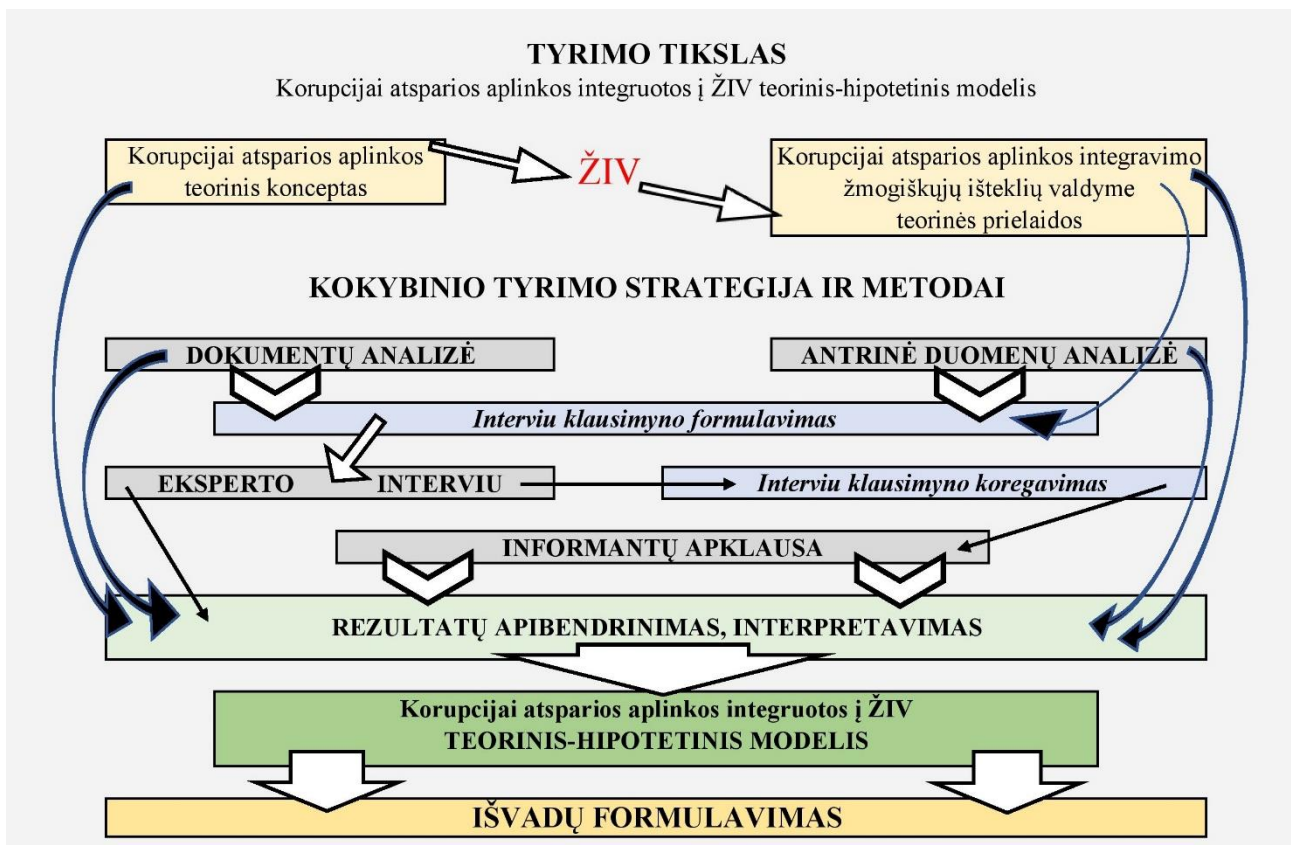 TYRIMO TIKSLAS
Korupcijai atsparios aplinkos integruotos į ŽIV teorinis-hipotetinis modelis
Korupcijai atsparios aplinkos
teorinis konceptas
ŽIV
Korupcijai atsparios aplinkos integravimo
žmogiškųjų išteklių valdyme
teorinės prielaidos
KOKYBINIO TYRIMO STRATEGIJA IR METODAI
DOKUMENTŲ ANALIZĖ
ANTRINĖ DUOMENŲ ANALIZĖ
Interviu klausimyno formulavimas
EKSPERTO INTERVIU
Interviu klausimyno koregavimas
INFORMANTŲ APKLAUSA
REZULTATŲ APIBENDRINIMAS, INTERPRETAVIMAS
Korupcijai atsparios aplinkos integruotos į ŽIV
TEORINIS-HIPOTETINIS MODELIS
IŠVADŲ FORMULAVIMAS